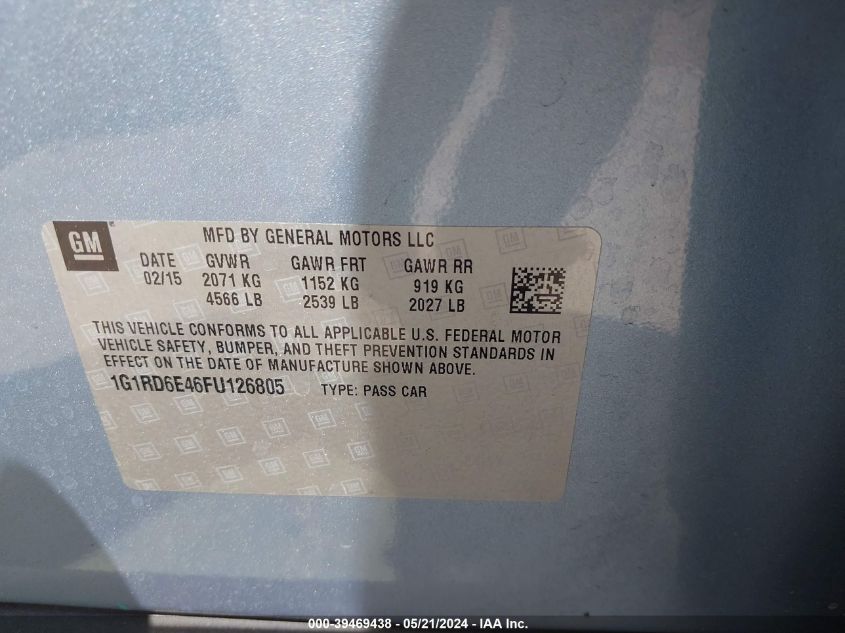 GM
MFD BY GENERAL MOTORS LLC
DATE GVWR GAWR FRT GAWR RR
02/15 2071 KG 1152 KG 919 KG
4566 LB 2539 LB 2027 LB
THIS VEHICLE CONFORMS TO ALL APPLICABLE U.S. FEDERAL MOTOR
VEHICLE SAFETY, BUMPER, AND THEFT PREVENTION STANDARDS IN
EFFECT ON THE DATE OF MANUFACTURE SHOWN ABOVE.
1G1RD6E46FU126805 TYPE: PASS CAR
000-39469438 - 05/21/2024 - IAA Inc.